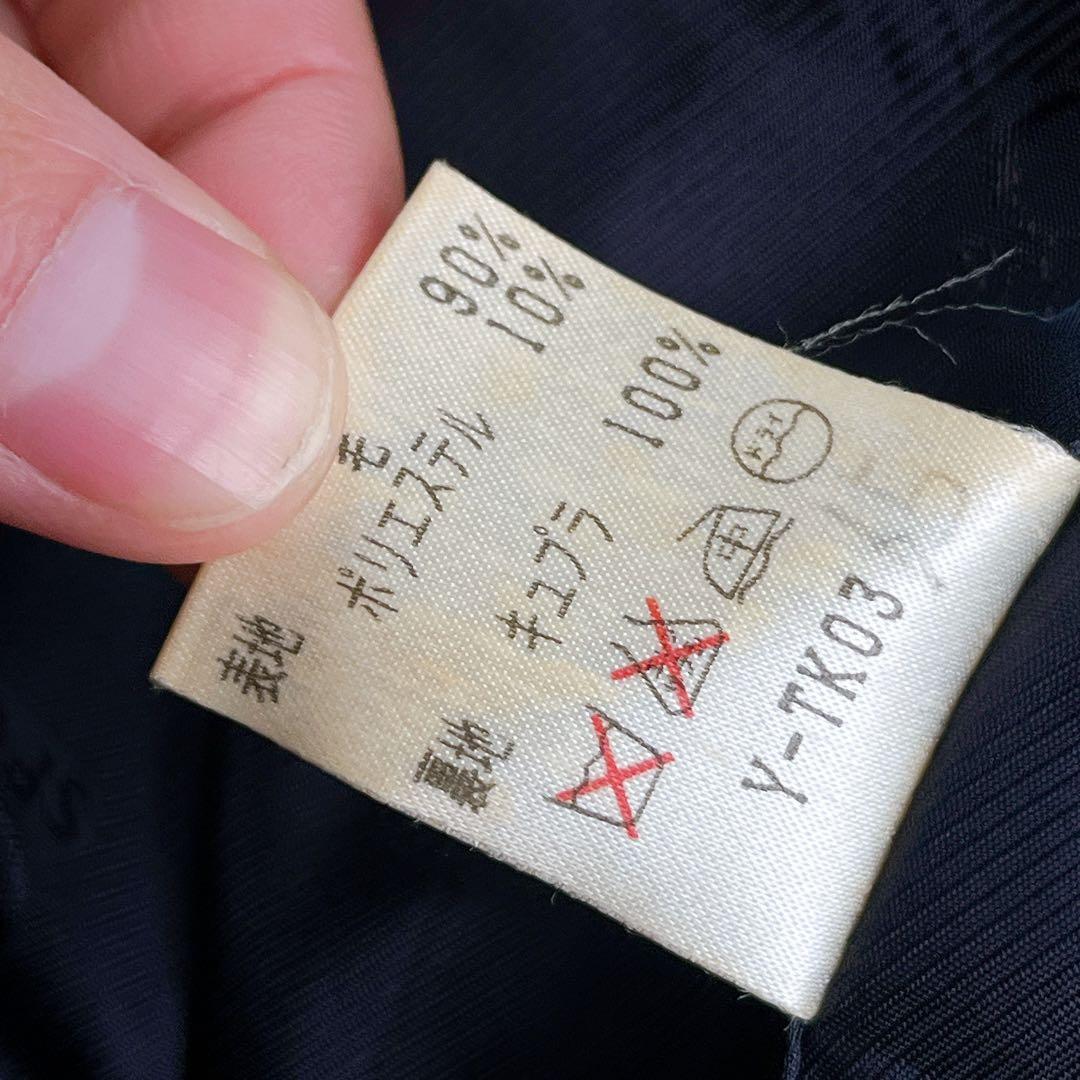 表地 モ 90%
ポリエステル 10%
裏地 キュプラ 100%
ドライ
中
Y-TK03